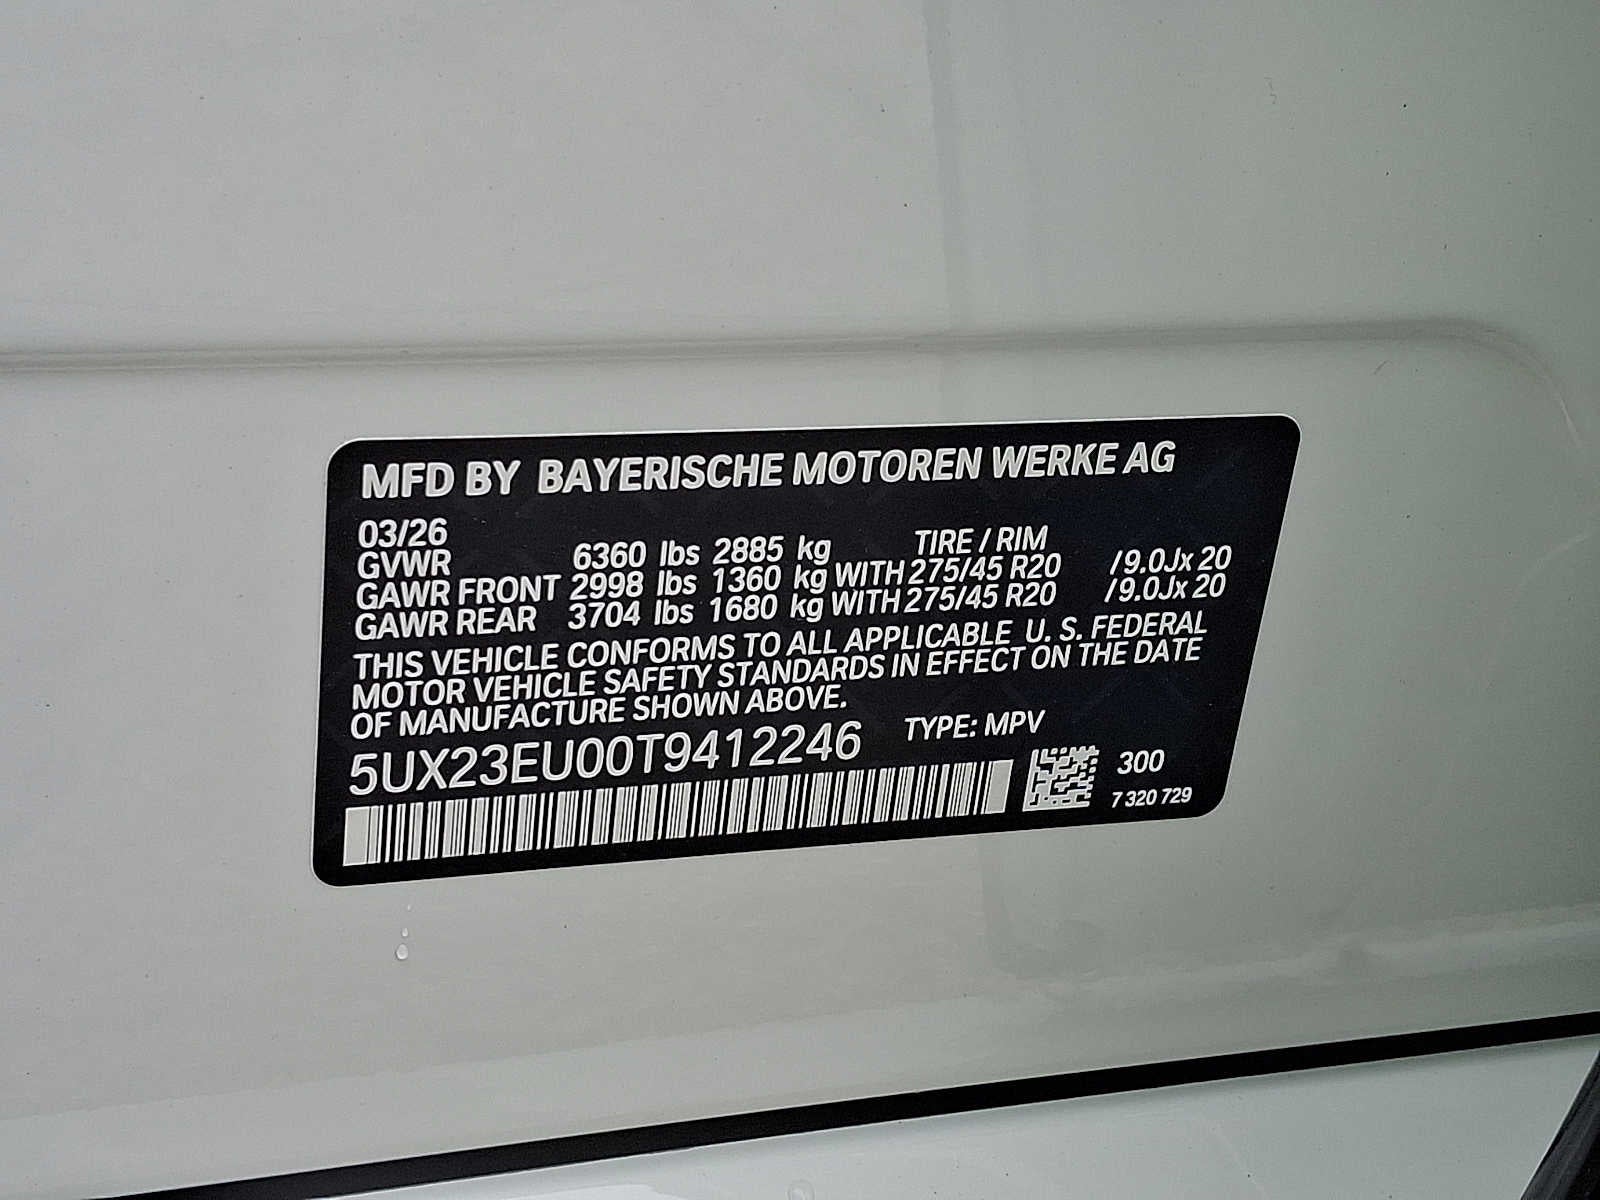 MFD BY BAYERISCHE MOTOREN WERKE AG
03/26
GVWR 6360 lbs 2885 kg TIRE / RIM
GAWR FRONT 2998 lbs 1360 kg WITH 275/45 R20 /9.0Jx 20
GAWR REAR 3704 lbs 1680 kg WITH 275/45 R20 /9.0Jx 20
THIS VEHICLE CONFORMS TO ALL APPLICABLE U. S. FEDERAL
MOTOR VEHICLE SAFETY STANDARDS IN EFFECT ON THE DATE
OF MANUFACTURE SHOWN ABOVE.
5UX23EU00T9412246 TYPE: MPV
300
7 320 729